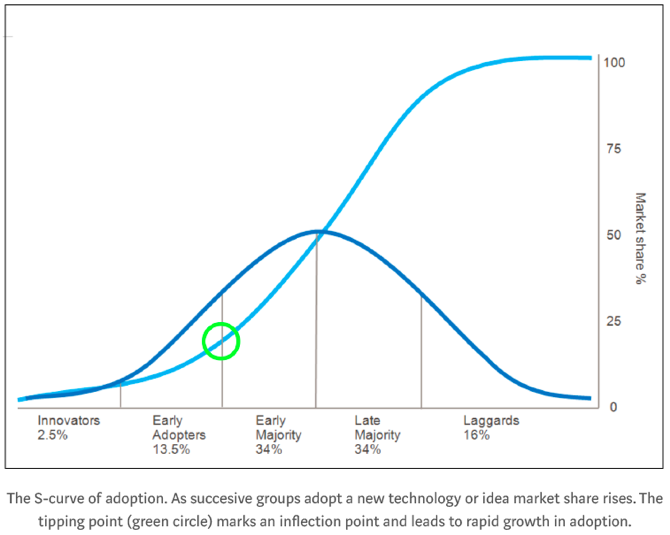 100
75
50
25
0
Market share %
Innovators
2.5%
Early
Adopters
13.5%
Early
Majority
34%
Late
Majority
34%
Laggards
16%
The S-curve of adoption. As succesive groups adopt a new technology or idea market share rises. The
tipping point (green circle) marks an inflection point and leads to rapid growth in adoption.